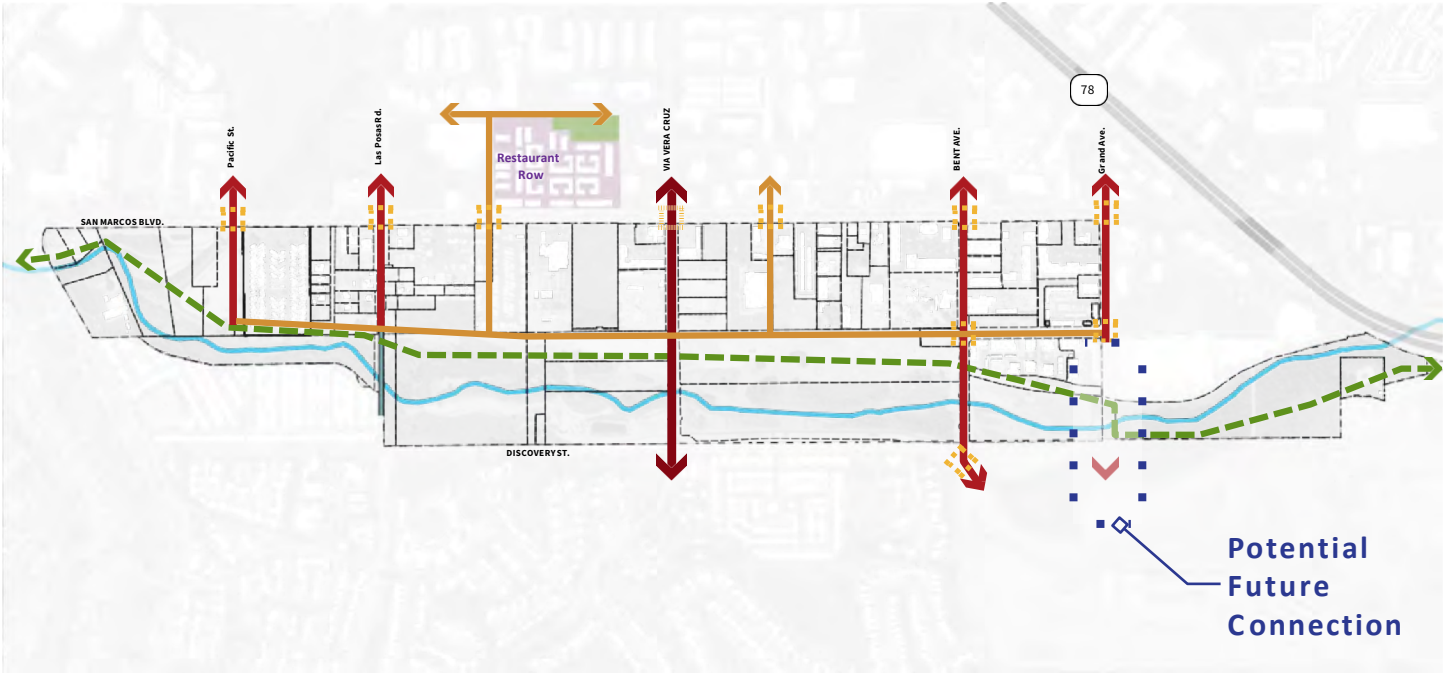 78
Pacific St.
Las Posas Rd.
VIA VERA CRUZ
BENT AVE.
Grand Ave.
Restaurant
Row
SAN MARCOS BLVD.
DISCOVERY ST.
Potential
Future
Connection